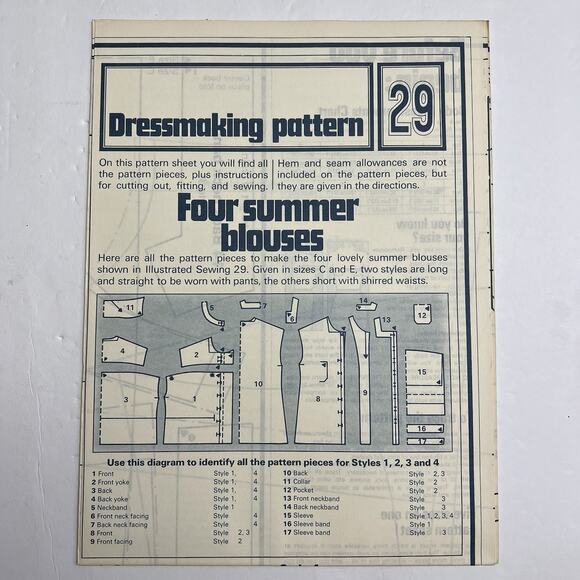 Dressmaking pattern
29
On this pattern sheet you will find all
the pattern pieces, plus instructions
for cutting out, fitting, and sewing.
Hem and seam allowances are not
included on the pattern pieces, but
they are given in the directions.
Four summer
blouses
Here are all the pattern pieces to make the four lovely summer blouses
shown in Illustrated Sewing 29. Given in sizes C and E, two styles are long
and straight to be worn with pants, the others short with shirred waists.
11
5
7
6
14
13
12
4
2
3
1
10
8
9
15
16
17
Use this diagram to identify all the pattern pieces for Styles 1, 2, 3 and 4
1 Front Style 1, 4
2 Front yoke Style 1, 4
3 Back Style 1, 4
4 Back yoke Style 1, 4
5 Neckband Style 1
6 Front neck facing Style 4
7 Back neck facing Style 4
8 Front Style 2, 3
9 Front facing Style 2
10 Back Style 2, 3
11 Collar Style 2
12 Pocket Style 2
13 Front neckband Style 3
14 Back neckband Style 3
15 Sleeve Style 1, 2, 3, 4
16 Sleeve band Style 1
17 Sleeve band Style 3